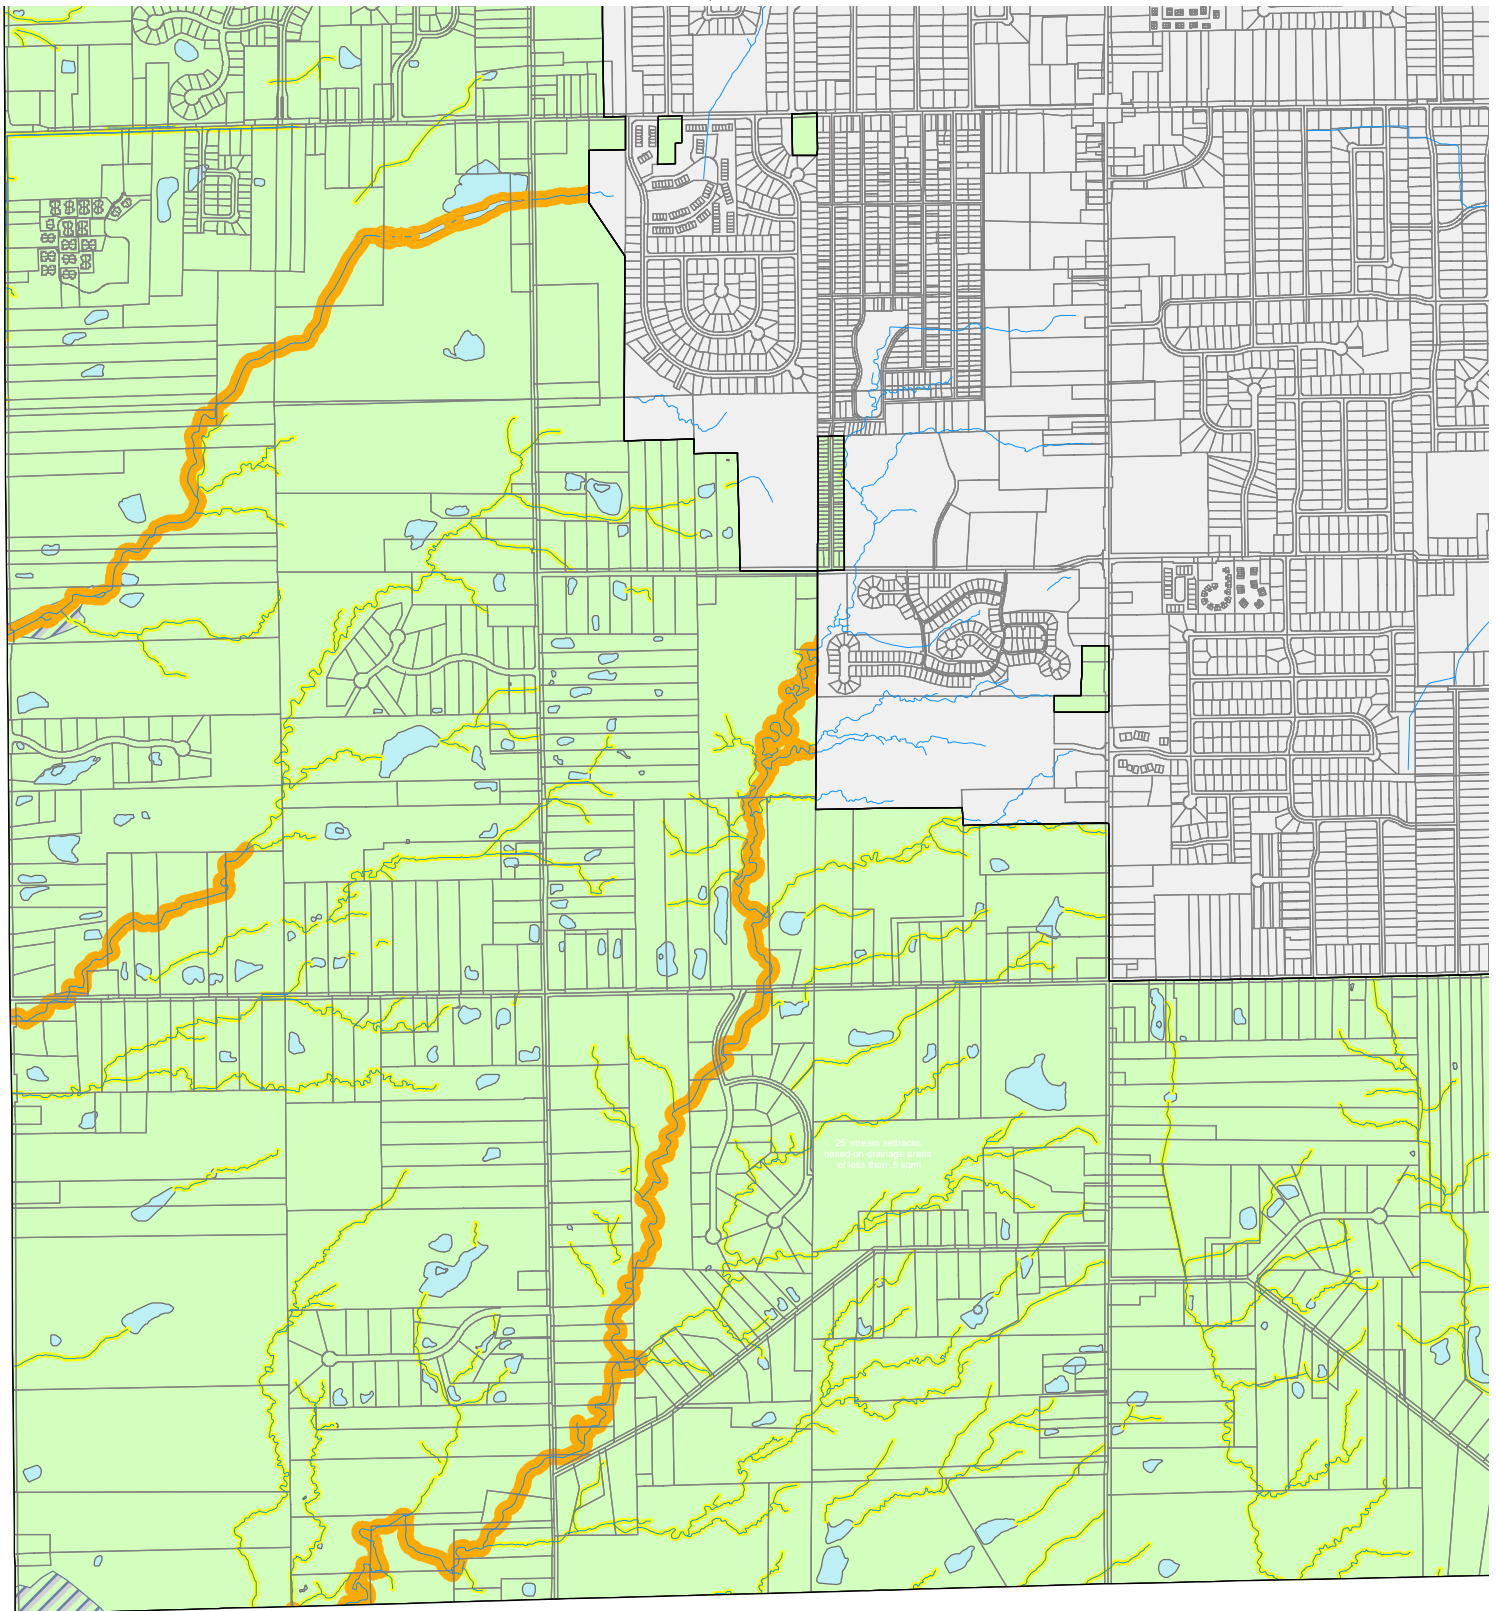 25' stream setbacks
based on drainage areas
of less than .5 sqmi